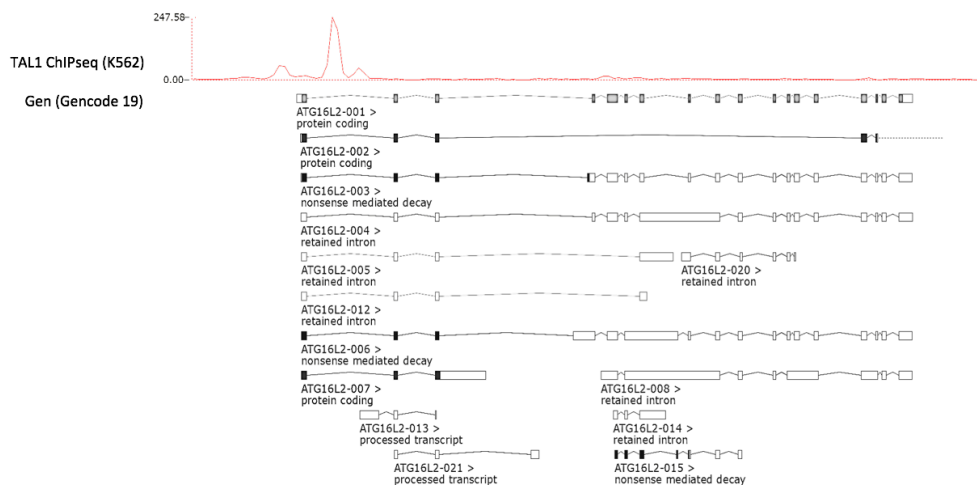 247.58
TAL1 ChIPseq (K562)
0.00
Gen (Gencode 19)
ATG16L2-001 >
protein coding
ATG16L2-002 >
protein coding
ATG16L2-003 >
nonsense mediated decay
ATG16L2-004 >
retained intron
ATG16L2-005 >
retained intron
ATG16L2-020 >
retained intron
ATG16L2-012 >
retained intron
ATG16L2-006 >
nonsense mediated decay
ATG16L2-007 >
protein coding
ATG16L2-008 >
retained intron
ATG16L2-013 >
processed transcript
ATG16L2-014 >
retained intron
ATG16L2-021 >
processed transcript
ATG16L2-015 >
nonsense mediated decay